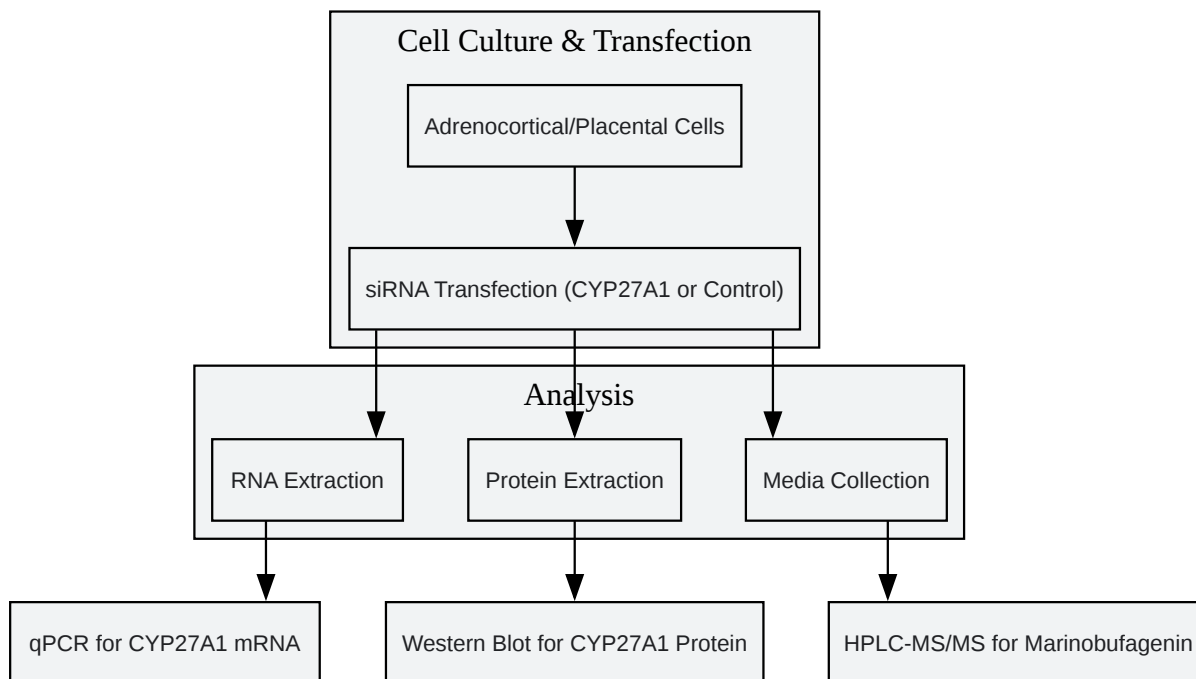 Cell Culture & Transfection
Adrenocortical/Placental Cells
siRNA Transfection (CYP27A1 or Control)
Analysis
RNA Extraction
Protein Extraction
Media Collection
qPCR for CYP27A1 mRNA
Western Blot for CYP27A1 Protein
HPLC-MS/MS for Marinobufagenin